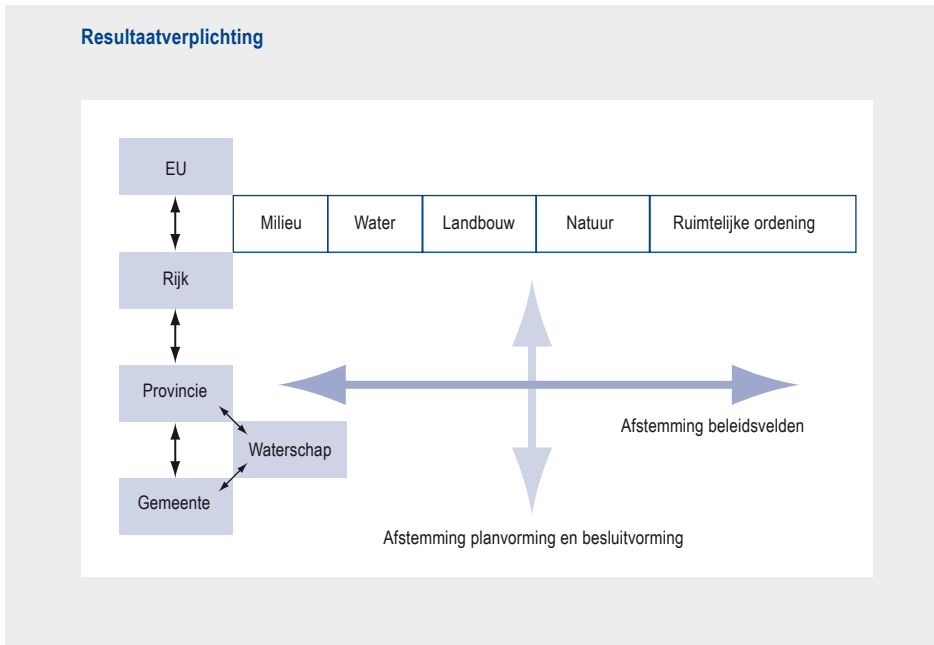 Resultaatverplichting
EU
Milieu Water Landbouw Natuur Ruimtelijke ordening
Rijk
Provincie
Afstemming beleidsvelden
Waterschap
Gemeente
Afstemming planvorming en besluitvorming